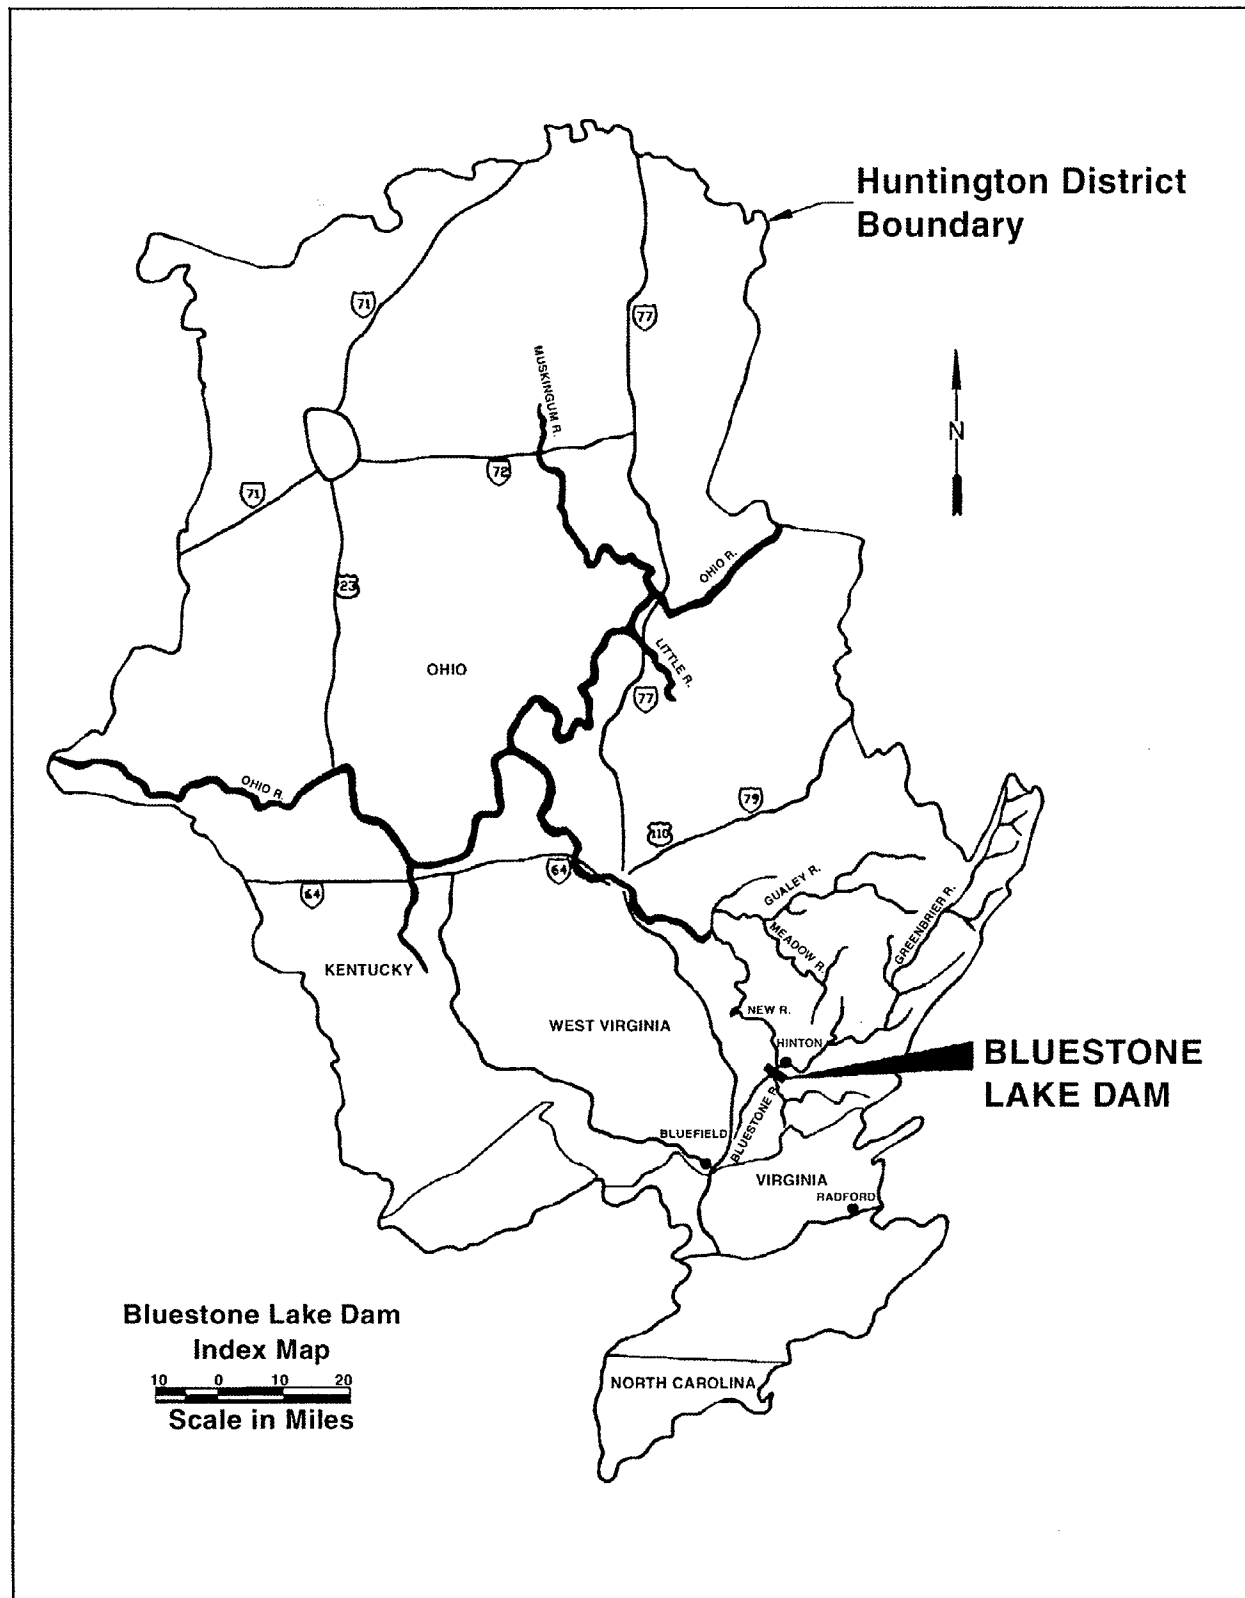 Huntington District
Boundary
71
77
MUSKINGUM R.
N
72
71
23
OHIO R.
OHIO
LITTLE R.
77
OHIO R.
79
110
64
64
GUALEY R.
MEADOW R.
GREENBRIER R.
KENTUCKY
NEW R.
WEST VIRGINIA
HINTON
BLUESTONE
LAKE DAM
BLUESTONE R.
BLUEFIELD
VIRGINIA
RADFORD
Bluestone Lake Dam
Index Map
10 0 10 20
Scale in Miles
NORTH CAROLINA